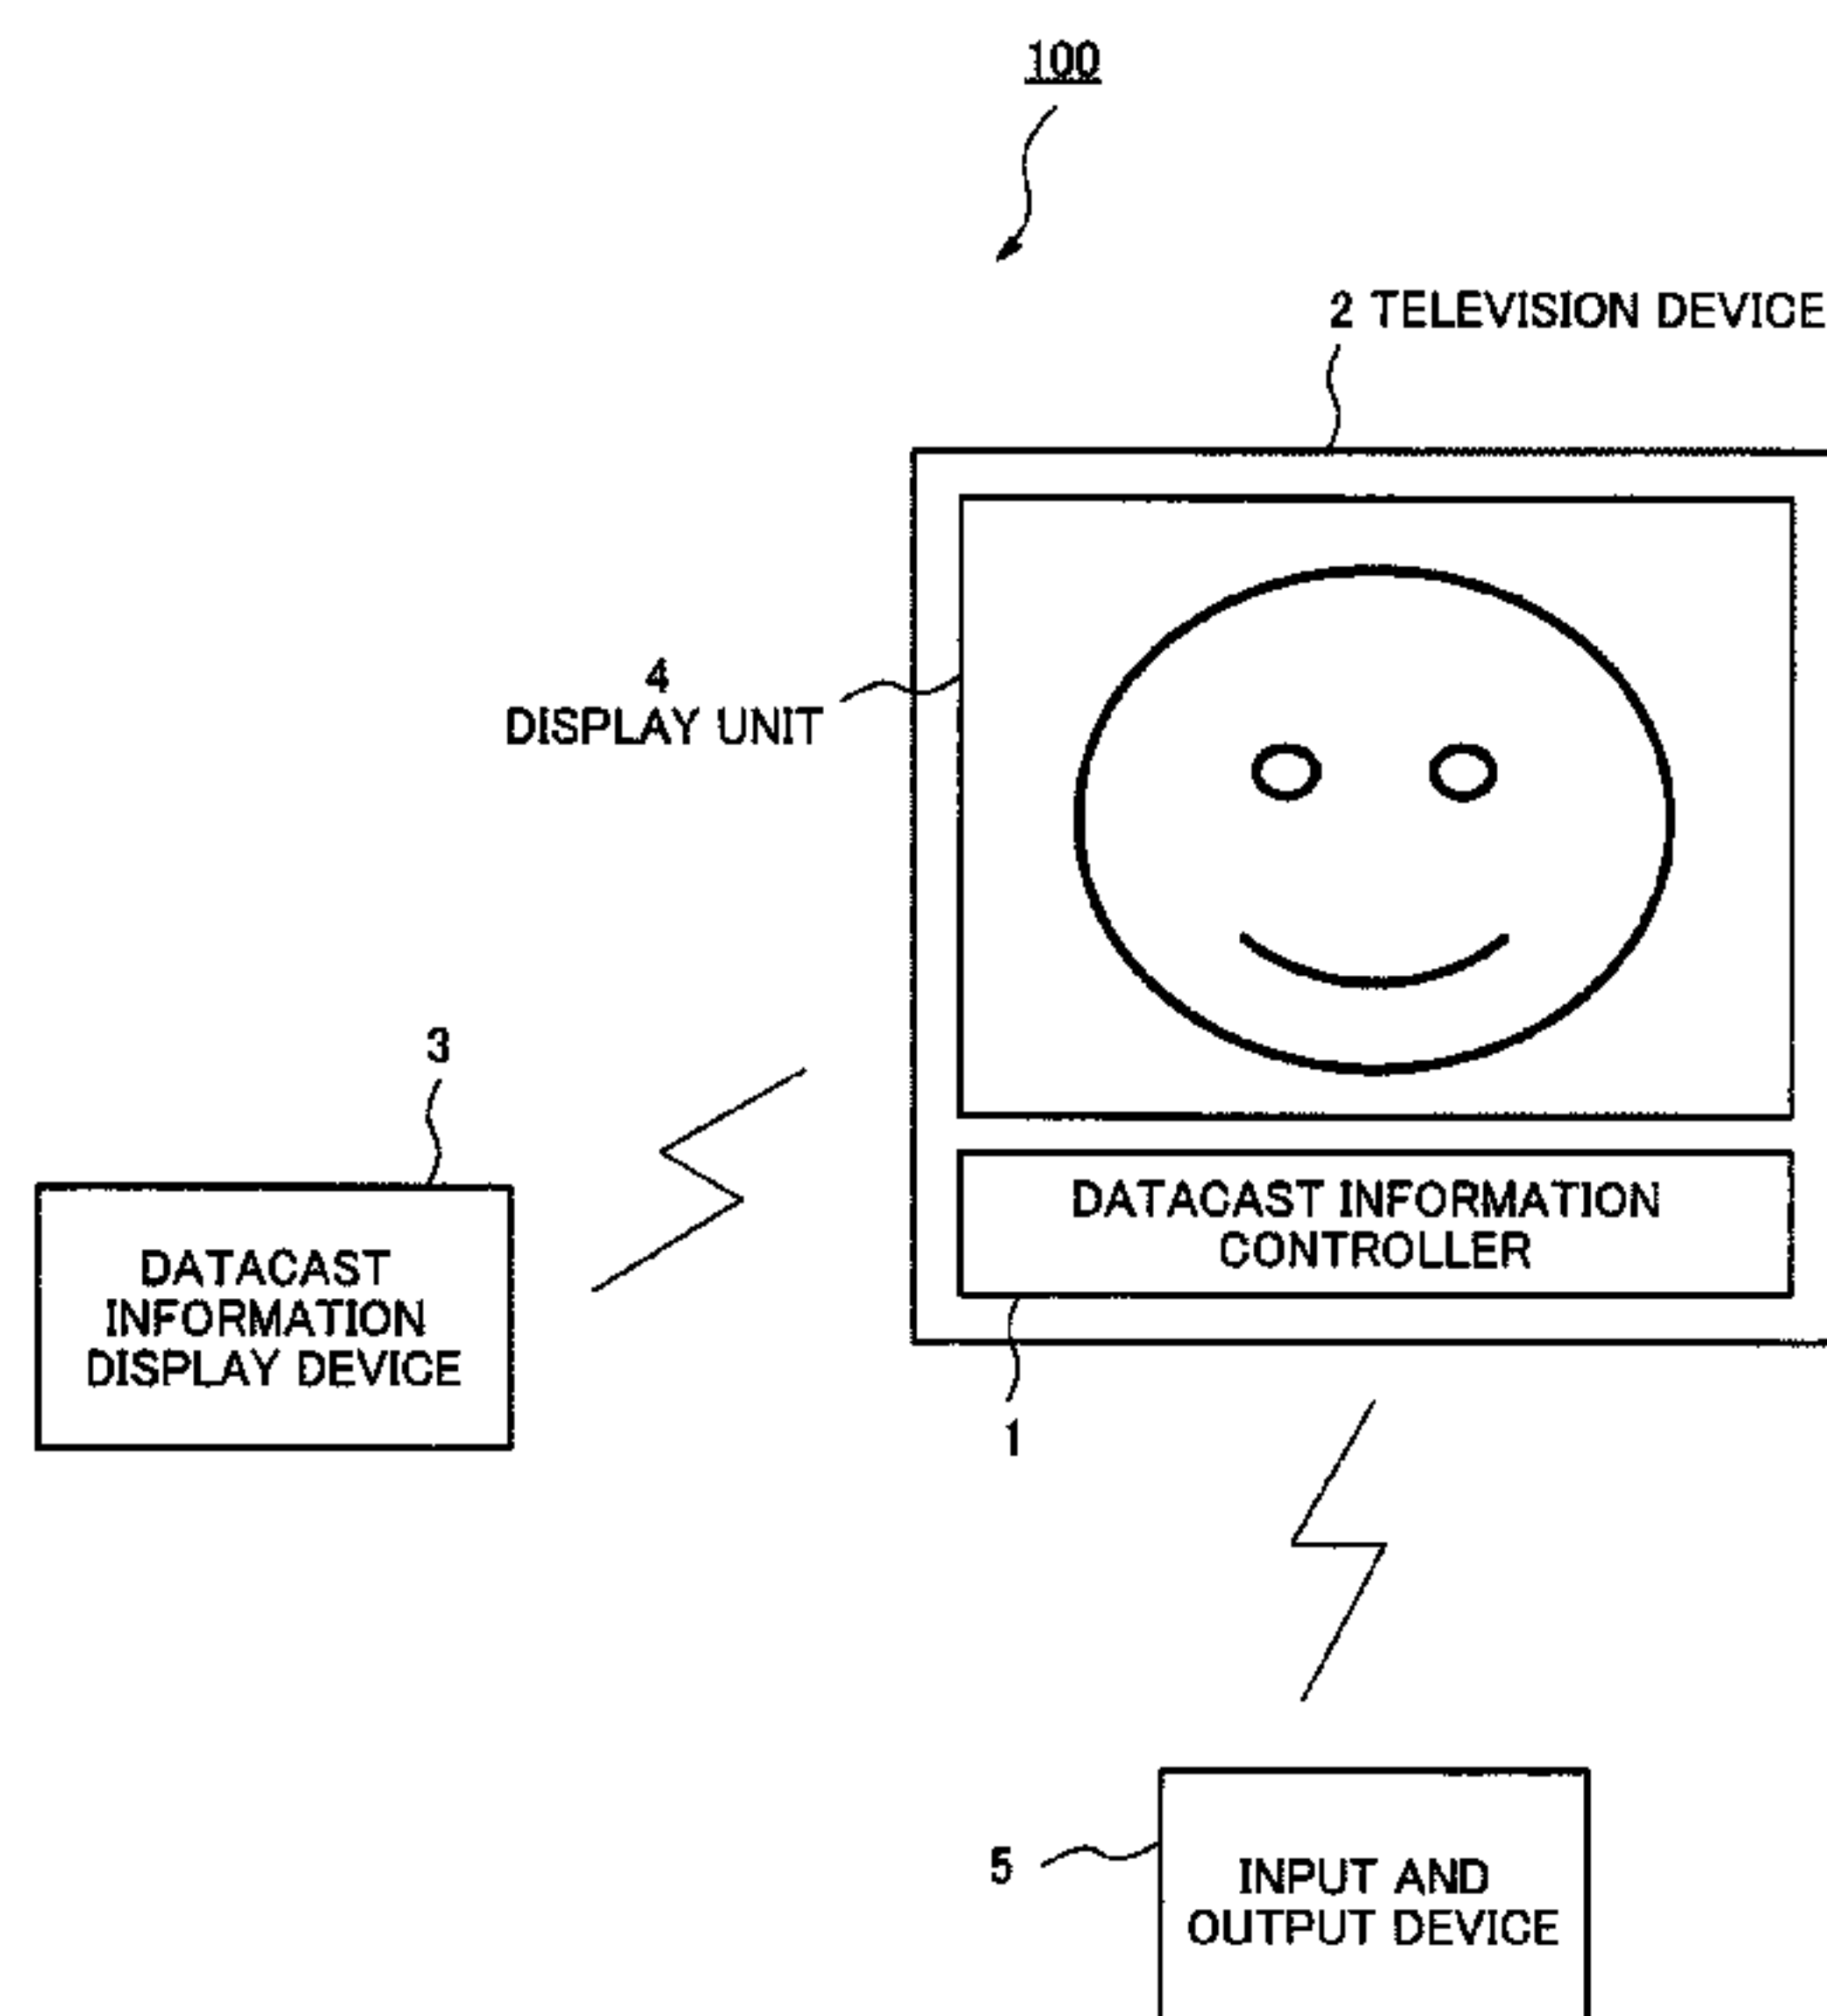 100
2 TELEVISION DEVICE
4
DISPLAY UNIT
3
DATACAST INFORMATION
CONTROLLER
DATACAST
INFORMATION
DISPLAY DEVICE
1
5
INPUT AND
OUTPUT DEVICE